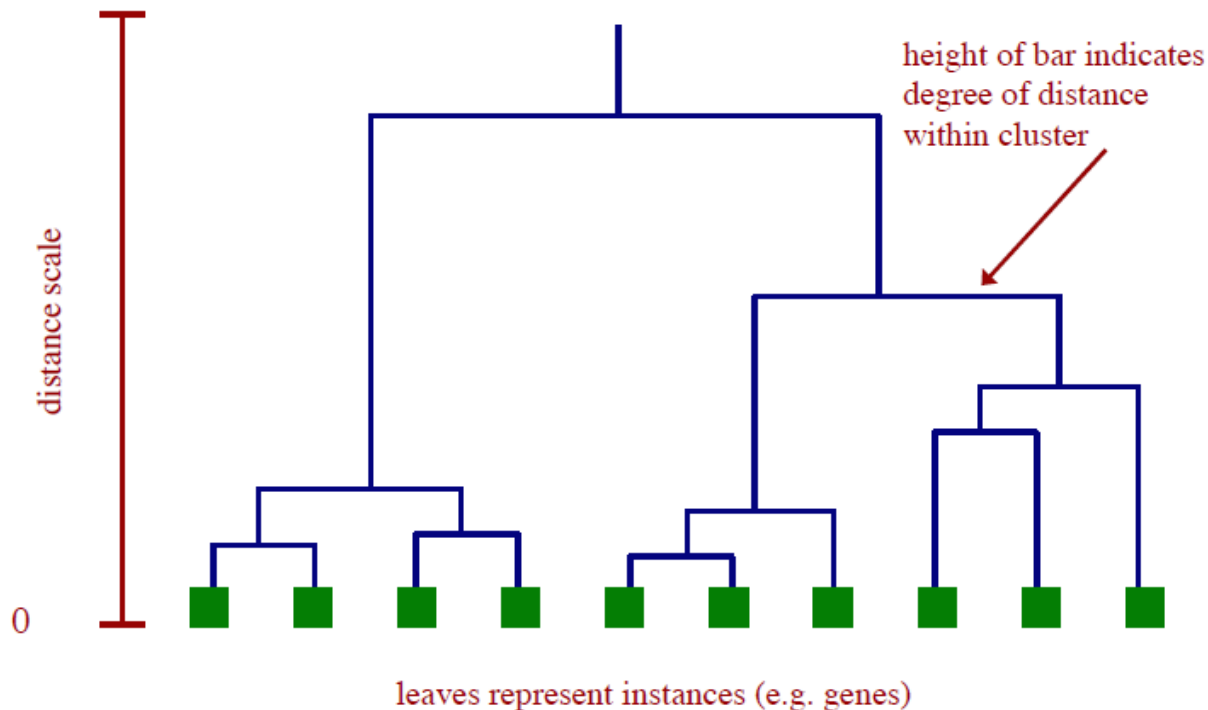 height of bar indicates
degree of distance
within cluster
distance scale
0
leaves represent instances (e.g. genes)